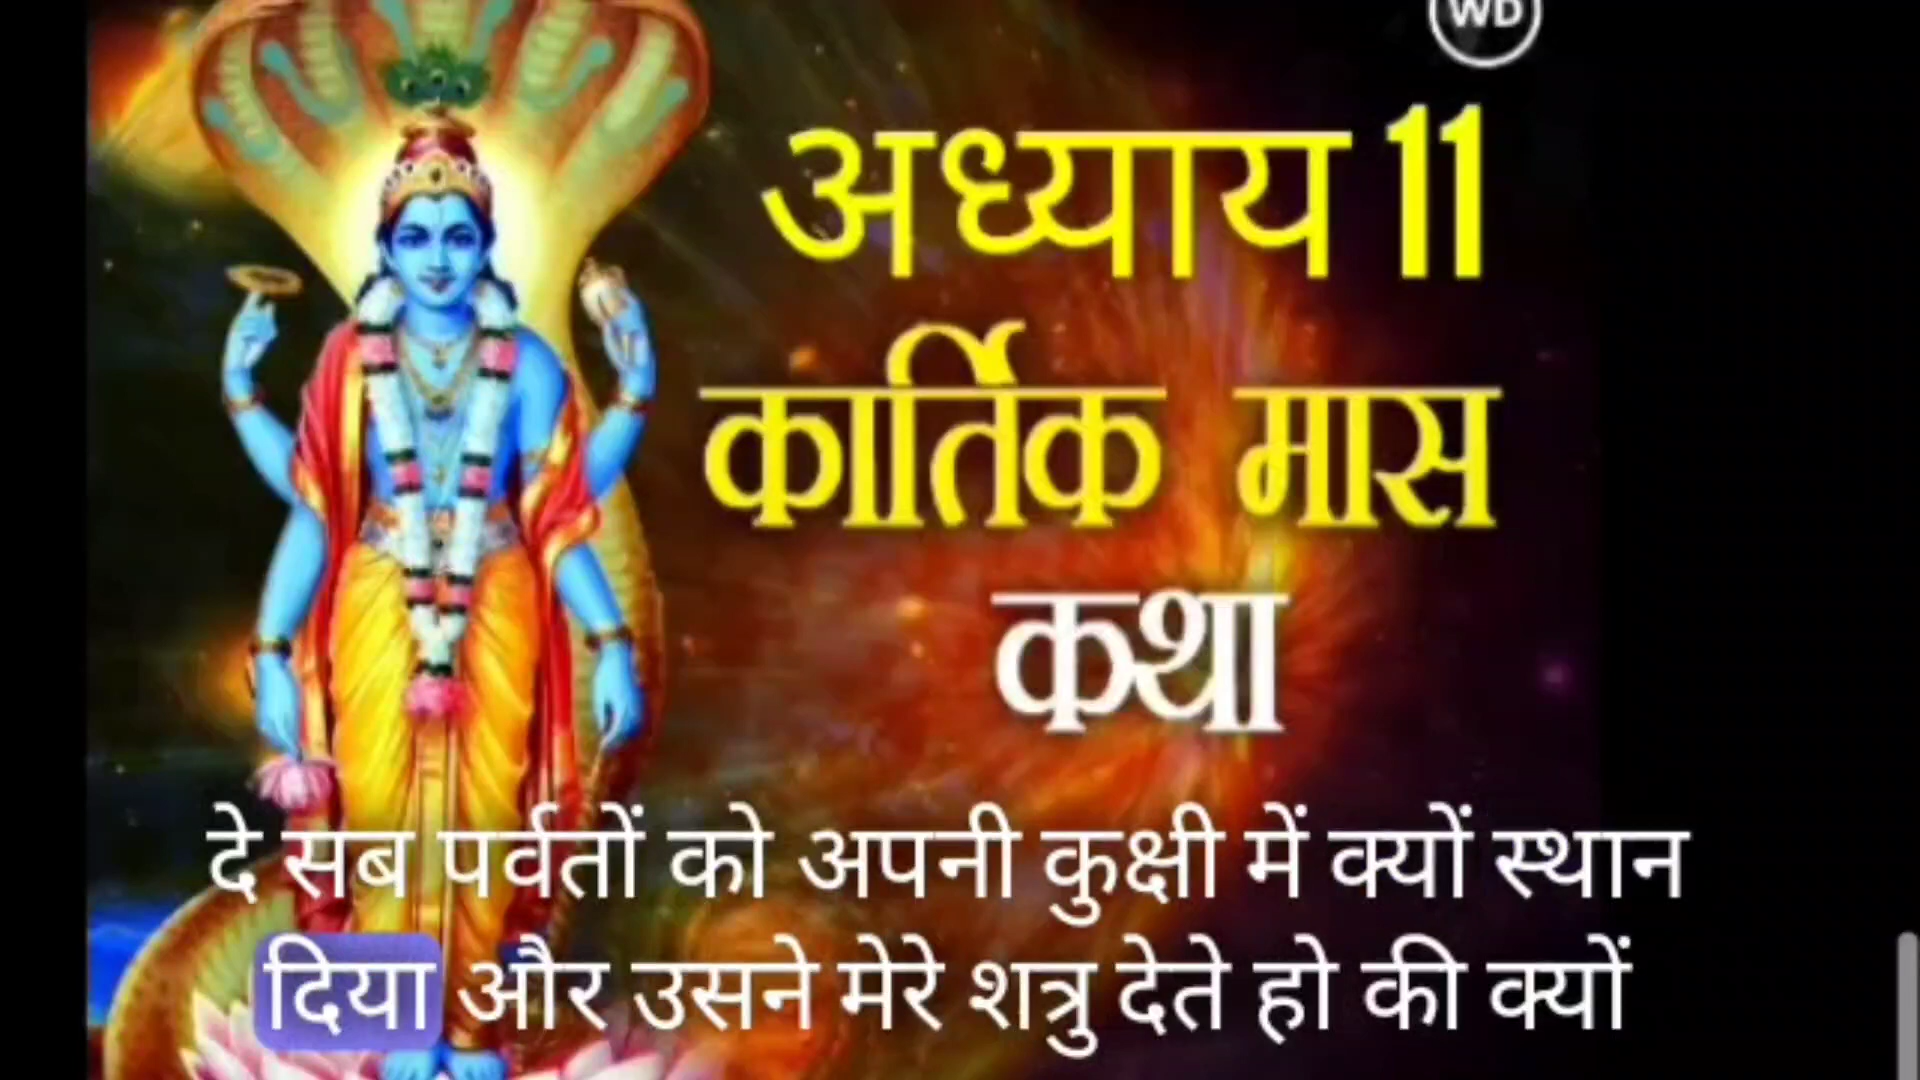 WD
अध्याय 11
कार्तिक मास
कथा
दे सब पर्वतों को अपनी कुक्षी में क्यों स्थान
दिया और उसने मेरे शत्रु देते हो की क्यों